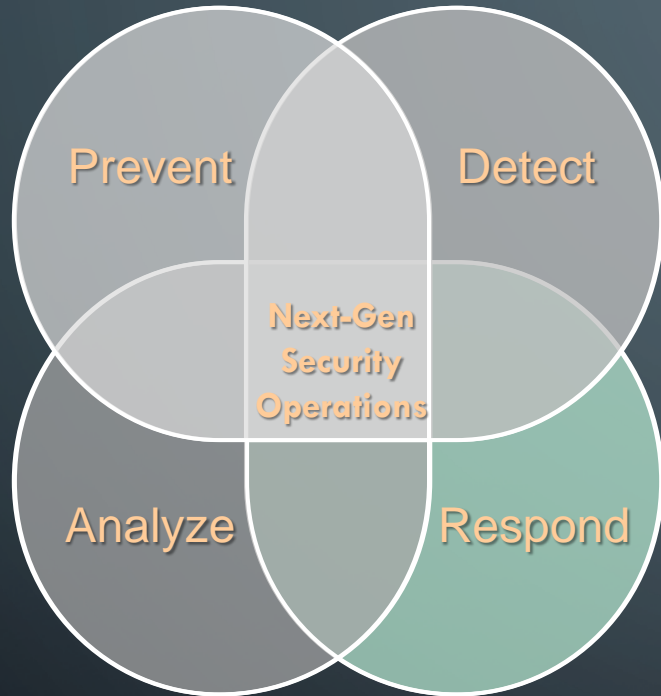 Prevent
Detect
Next-Gen
Security
Operations
Analyze
Respond